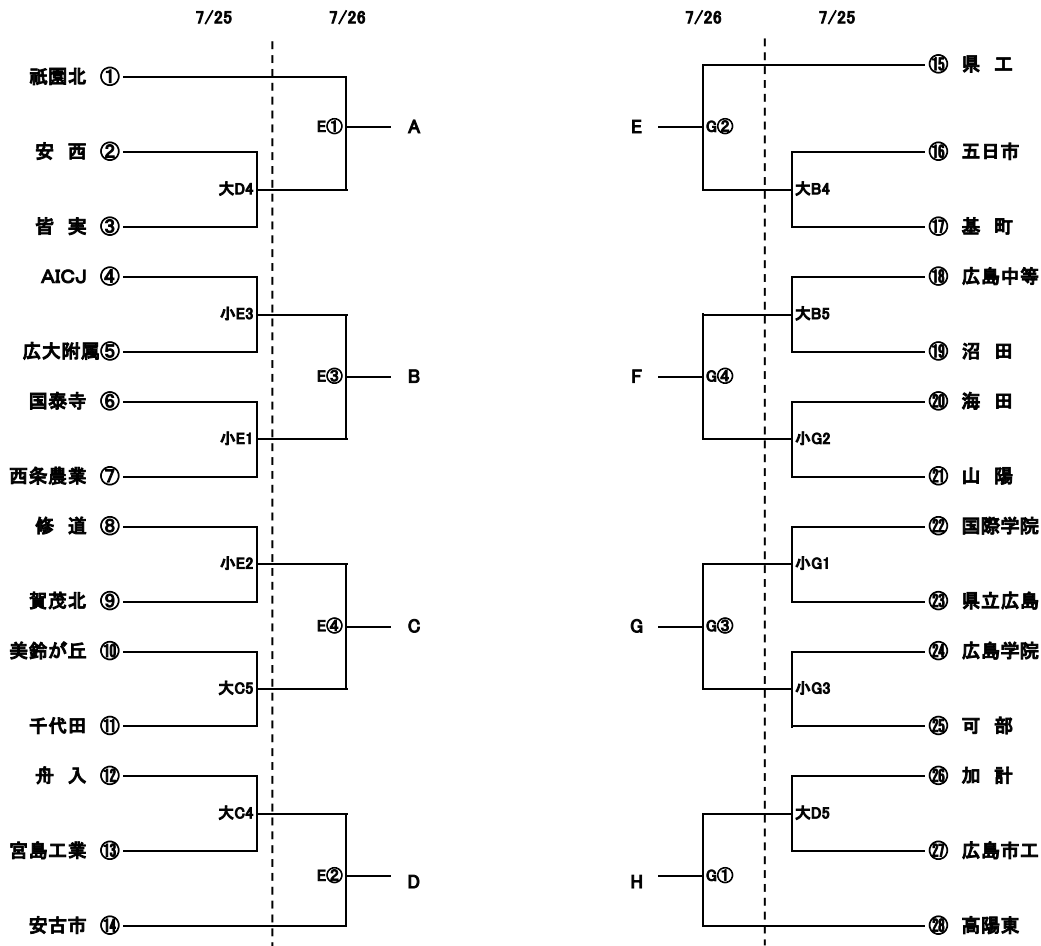 7/25 7/26 7/26 7/25
祇園北 ① ⑮ 県 工
E① A E G②
安 西 ② ⑯ 五日市
大D4 大B4
皆 実 ③ ⑰ 基 町
AICJ ④ ⑱ 広島中等
小E3 大B5
広大附属⑤ ⑲ 沼 田
E③ B F G④
国泰寺 ⑥ ⑳ 海 田
小E1 小G2
西条農業 ⑦ ㉑ 山 陽
修 道 ⑧ ㉒ 国際学院
小E2 小G1
賀茂北 ⑨ ㉓ 県立広島
E④ C G G③
美鈴が丘 ⑩ ㉔ 広島学院
大C5 小G3
千代田 ⑪ ㉕ 可 部
舟 入 ⑫ ㉖ 加 計
大C4 大D5
宮島工業 ⑬ ㉗ 広島市工
E② D H G①
安古市 ⑭ ㉘ 高陽東